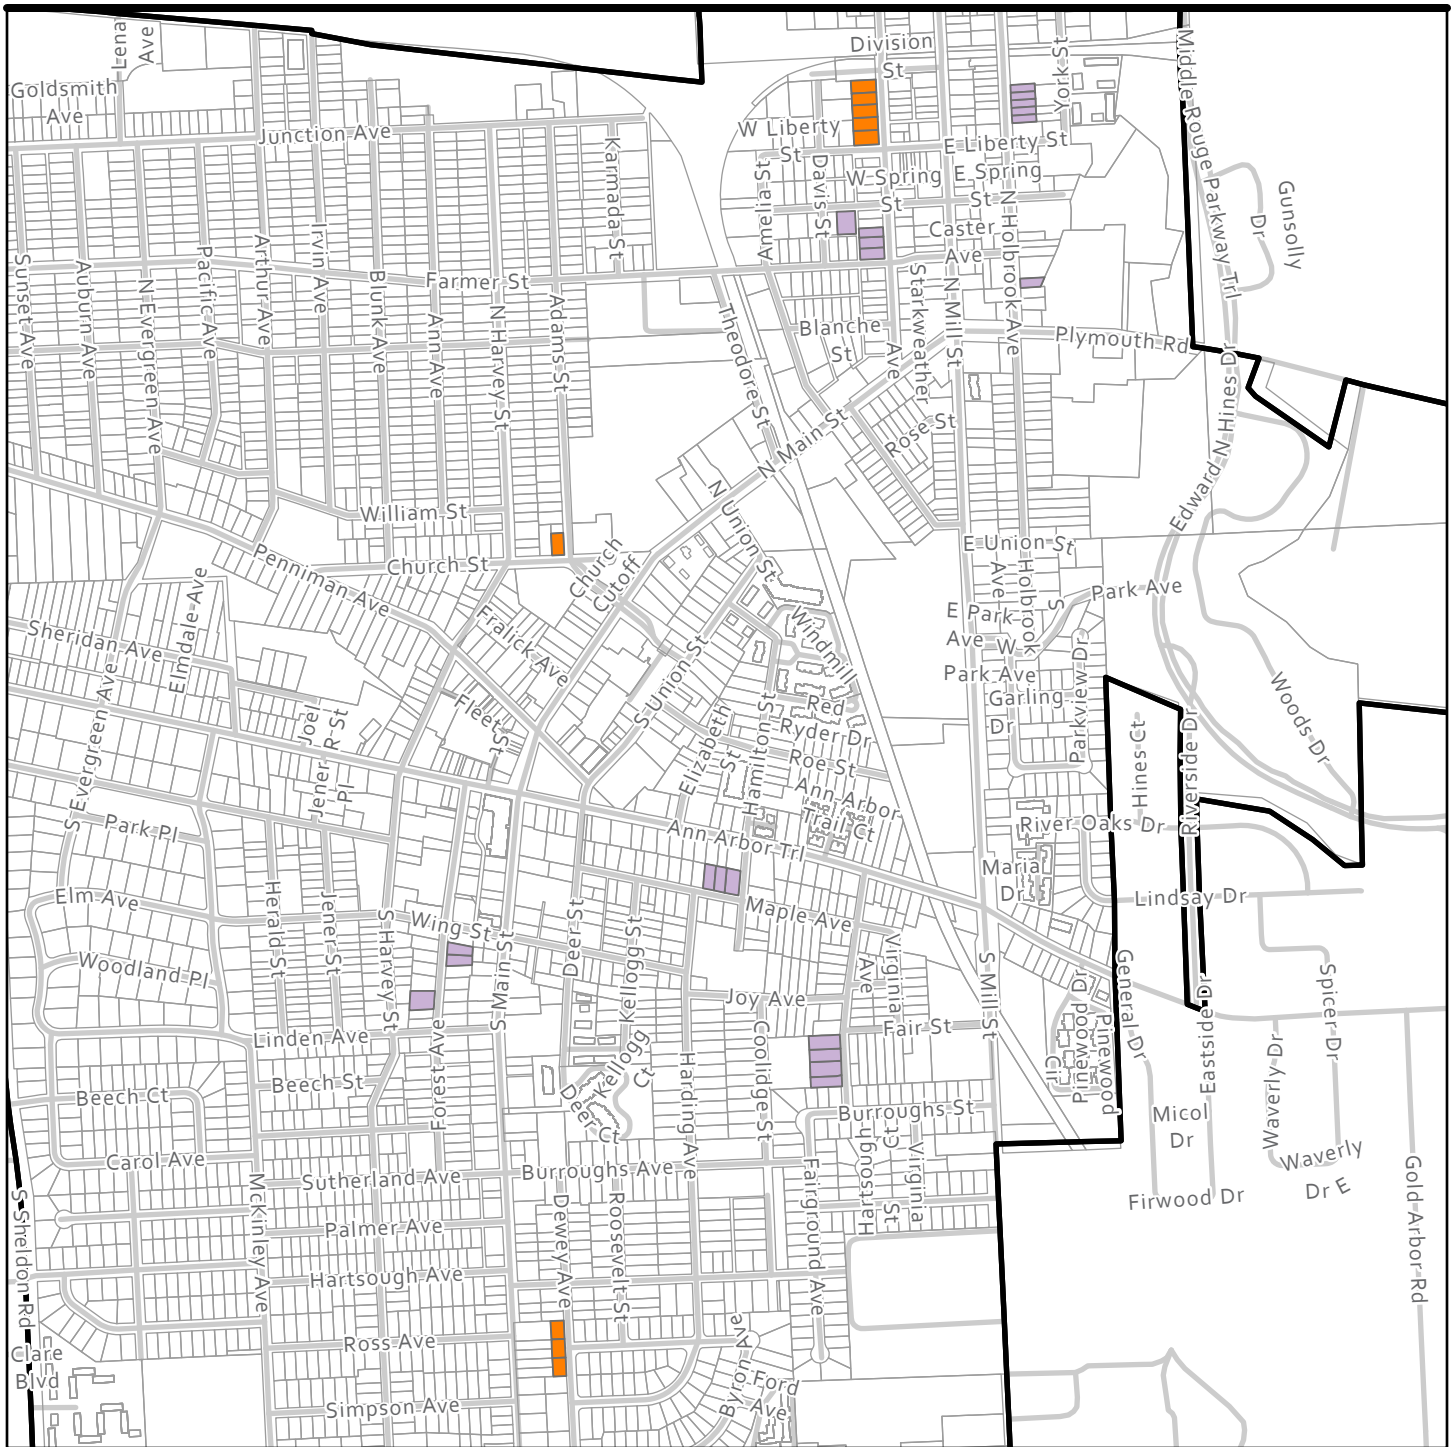 Lena
Ave
Division
St
York St
Middle Rouge Parkway Trl
Goldsmith
Ave
Junction Ave
Karmada St
W Liberty
St
Davis St
E Liberty St
W Spring
St
E Spring
St
Amelia St
Caster
Ave
N Holbrook Ave
Gunsolly
Dr
Sunset Ave
Auburn Ave
N Evergreen Ave
Pacific Ave
Arthur Ave
Irvin Ave
Blunk Ave
Ann Ave
Farmer St
N Harvey St
Adams St
Theodore St
Blanche
St
Starkweather
Ave
N Mill St
Plymouth Rd
Edward N Hines Dr
Rose St
N Main St
N Union St
William St
Church St
Church
Cutoff
Penniman Ave
E Union St
S
Holbrook
Ave
Park Ave
E Park
Ave
W
Park Ave
Garling
Dr
Parkview Dr
Sheridan Ave
Elmdale Ave
Fralick Ave
Fleet St
S Union St
Windmill
Red
Ryder Dr
Roe St
Elizabeth
St
Hamilton St
Ann Arbor
Trail Ct
Ann Arbor Trl
Joel
R St
Jener
Pl
S Evergreen Ave
Park Pl
Hines Ct
Riverside Dr
Woods Dr
River Oaks Dr
Maria
Dr
Lindsay Dr
Elm Ave
Woodland Pl
Herald St
Jener St
S Harvey St
Wing St
S Main St
Deer St
Kellogg St
Maple Ave
Virginia
Ave
Joy Ave
Fair St
S Mill St
General Dr
Pinewood Dr
Pinewood
Cir
Eastside Dr
Spicer Dr
Waverly Dr
Waverly
Dr E
Linden Ave
Forest Ave
Beech St
Beech Ct
Carol Ave
Kellogg
Ct
Deer
Ct
Harding Ave
Coolidge St
Burroughs St
Burroughs Ave
Micol
Dr
Firwood Dr
Gold Arbor Rd
S Sheldon Rd
McKinley Ave
Sutherland Ave
Palmer Ave
Hartsough Ave
Dewey Ave
Roosevelt St
Fairground Ave
Hartsough
St
Virginia
Ct
Ross Ave
Simpson Ave
Byron Ave
Ford
Ave
Clare
Blvd